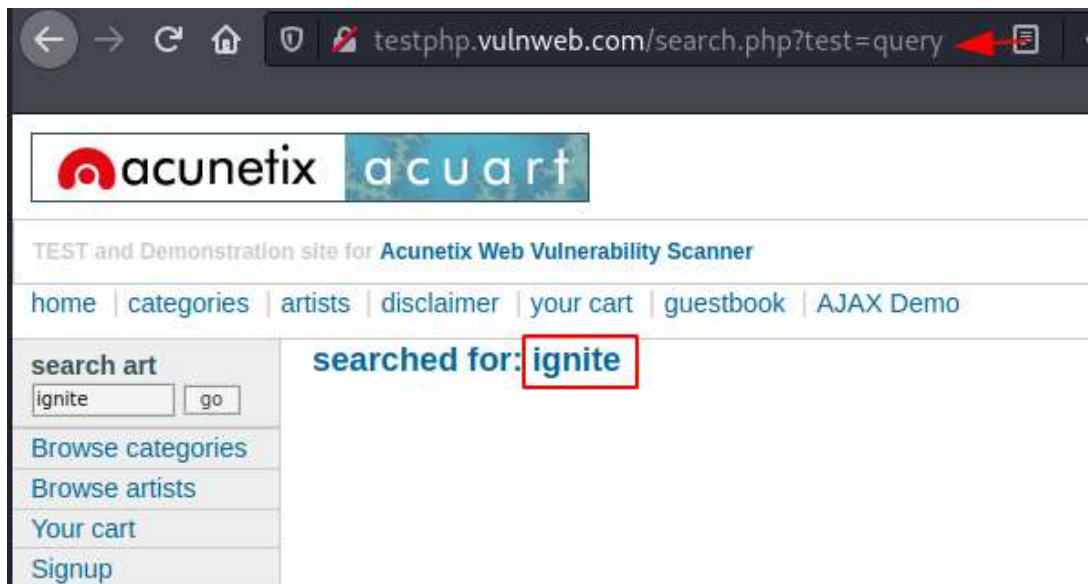 testphp.vulnweb.com/search.php?test=query
acunetix acuart
TEST and Demonstration site for Acunetix Web Vulnerability Scanner
home | categories | artists | disclaimer | your cart | guestbook | AJAX Demo
search art
ignite go
searched for: ignite
Browse categories
Browse artists
Your cart
Signup